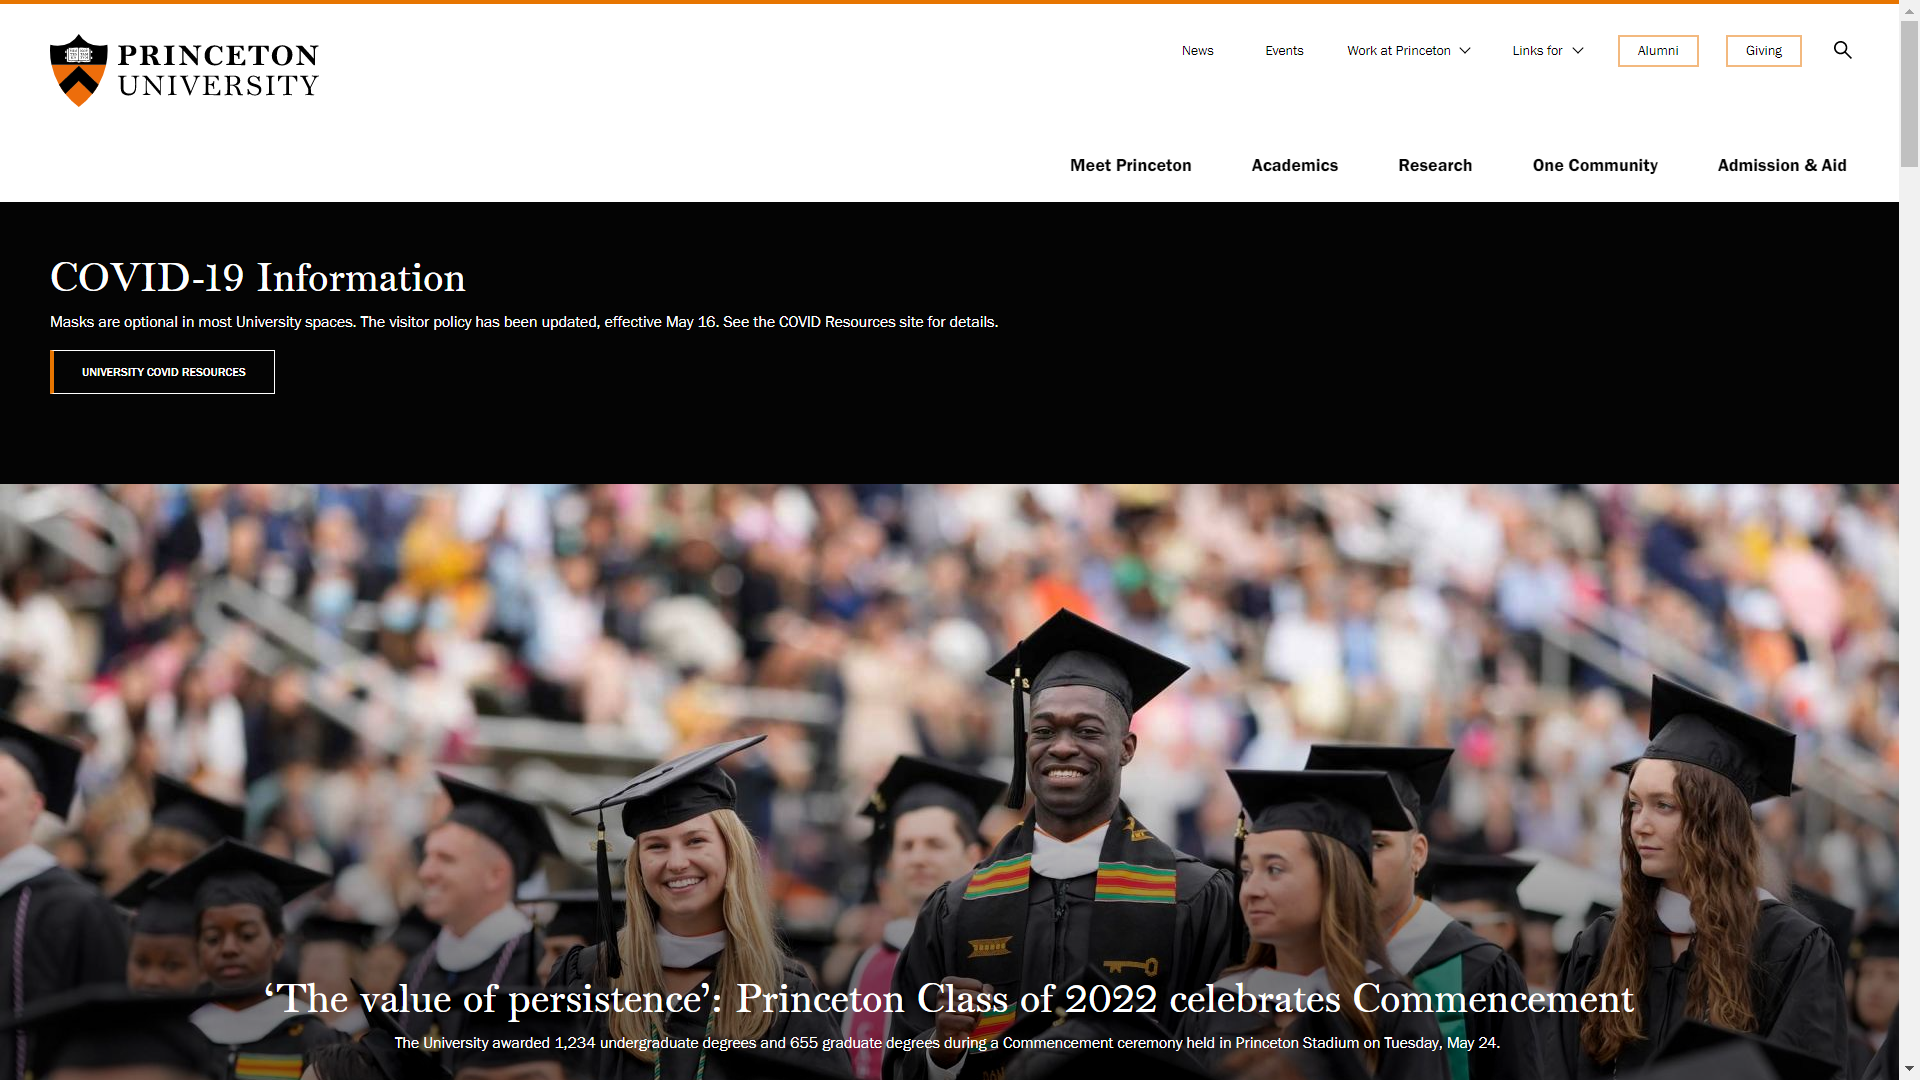 PRINCETON
UNIVERSITY
News
Events
Work at Princeton
Links for
Alumni
Giving
Meet Princeton
Academics
Research
One Community
Admission & Aid
COVID-19 Information
Masks are optional in most University spaces. The visitor policy has been updated, effective May 16. See the COVID Resources site for details.
UNIVERSITY COVID RESOURCES
‘The value of persistence’: Princeton Class of 2022 celebrates Commencement
The University awarded 1,234 undergraduate degrees and 655 graduate degrees during a Commencement ceremony held in Princeton Stadium on Tuesday, May 24.